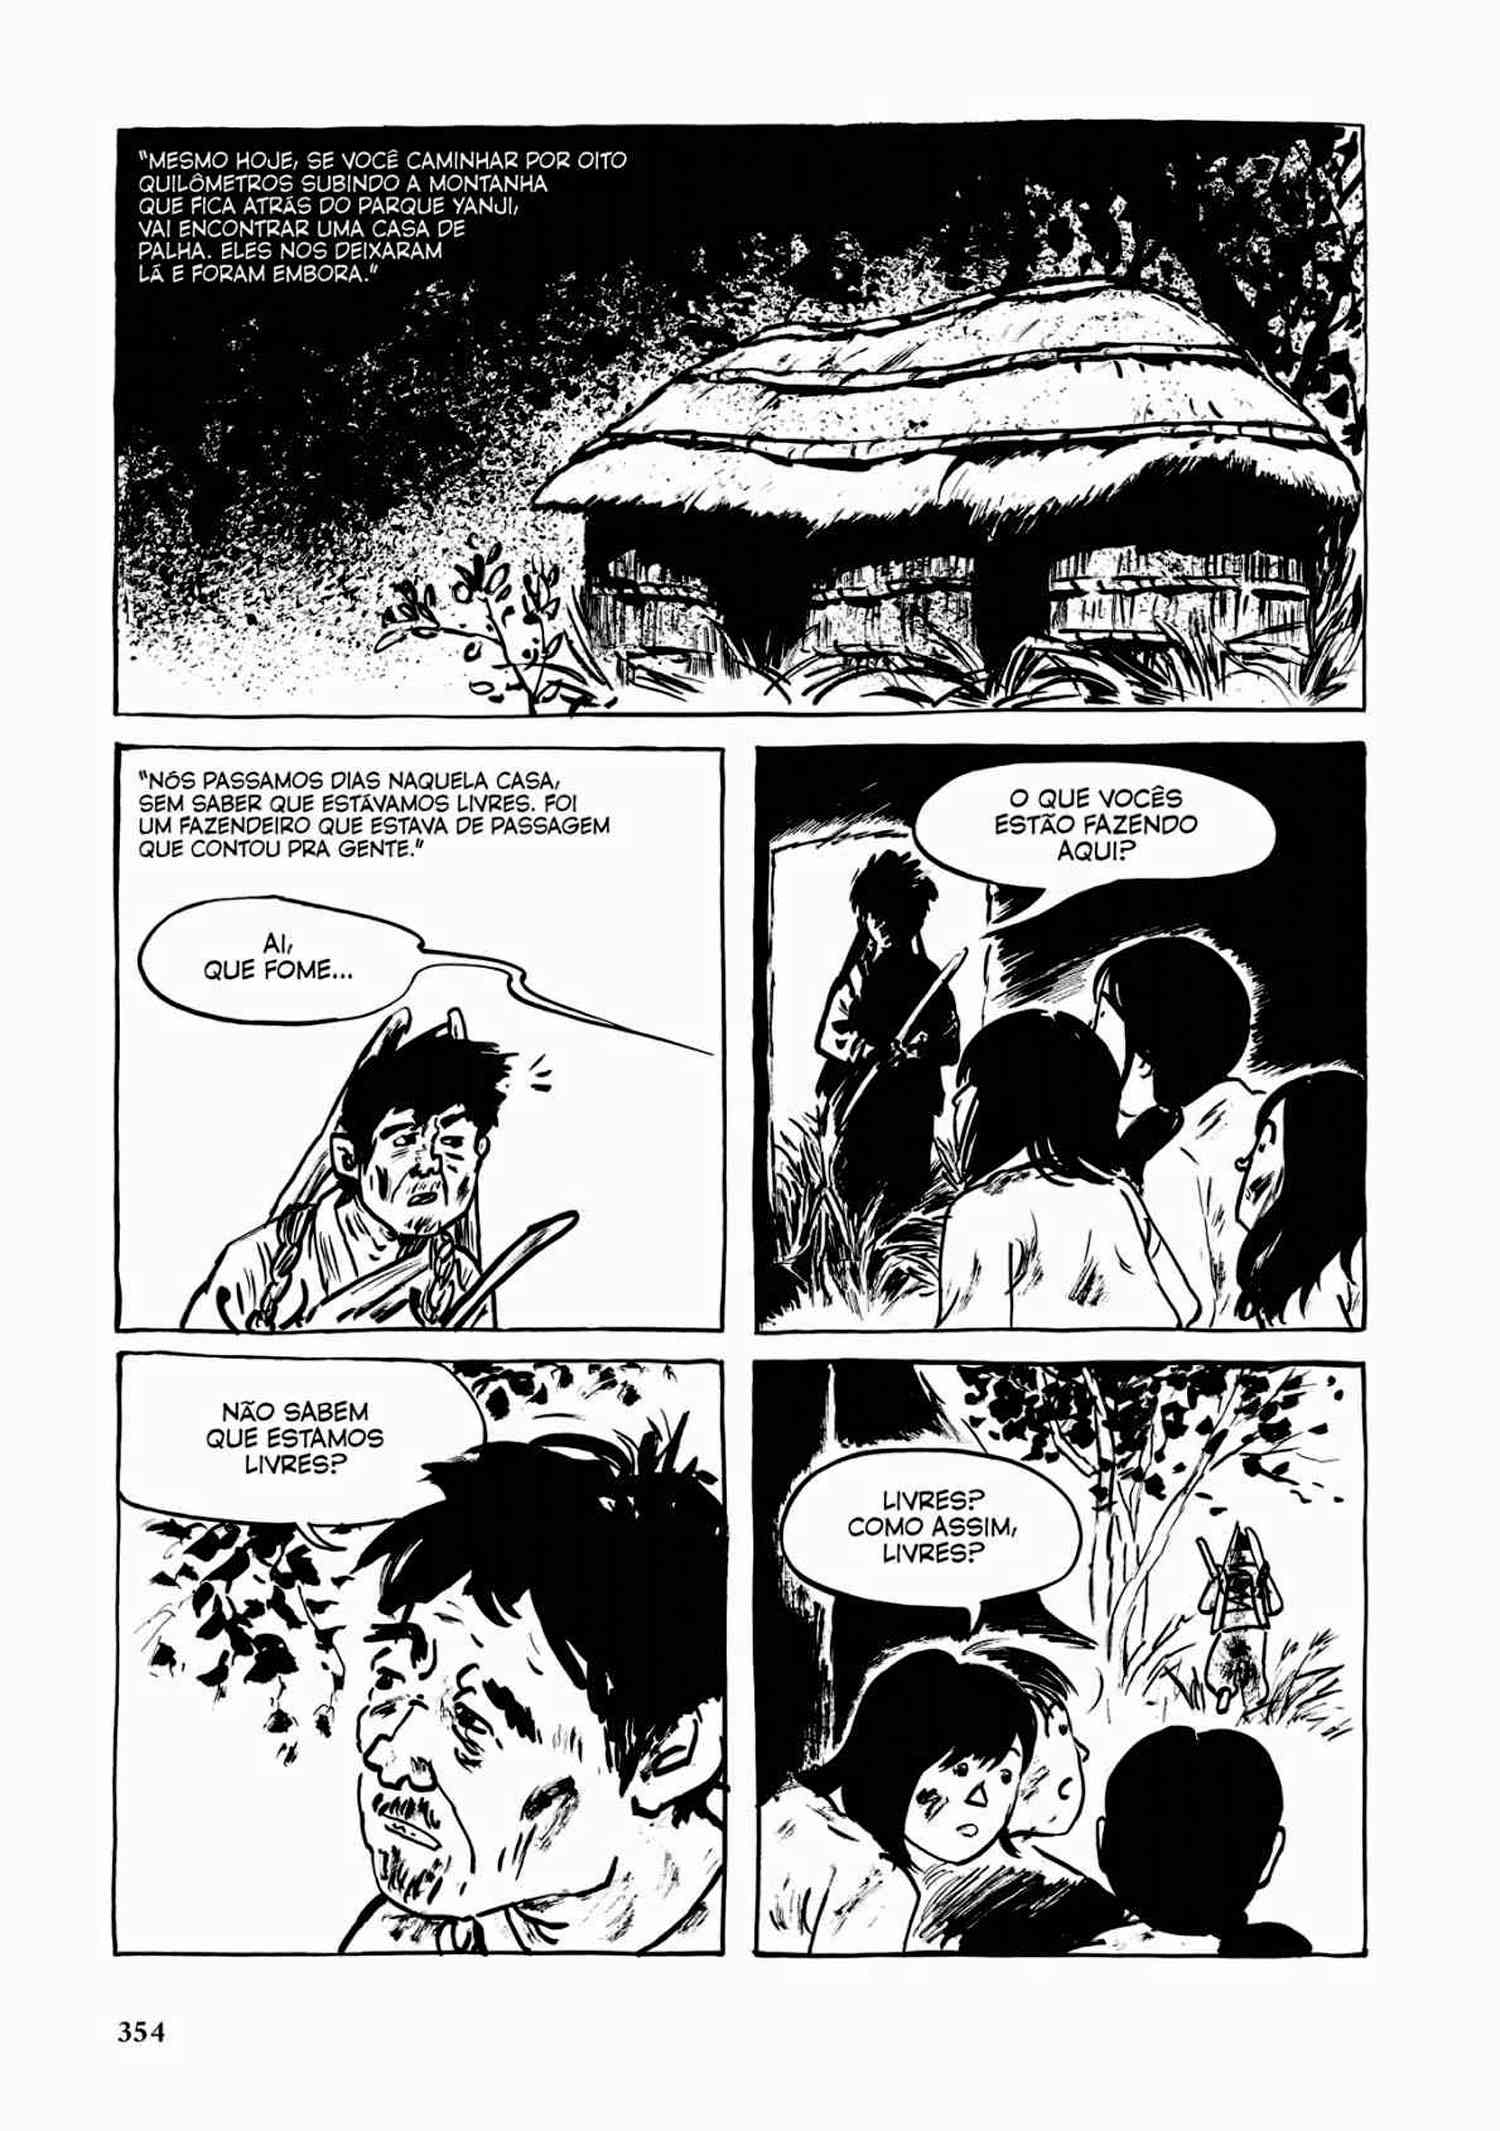 "MESMO HOJE, SE VOCÊ CAMINHAR POR OITO
QUILÔMETROS SUBINDO A MONTANHA
QUE FICA ATRÁS DO PARQUE YANJI,
VAI ENCONTRAR UMA CASA DE
PALHA. ELES NOS DEIXARAM
LÁ E FORAM EMBORA."
"NÓS PASSAMOS DIAS NAQUELA CASA,
SEM SABER QUE ESTÁVAMOS LIVRES. FOI
UM FAZENDEIRO QUE ESTAVA DE PASSAGEM
QUE CONTOU PRA GENTE."
AI,
QUE FOME...
O QUE VOCÊS
ESTÃO FAZENDO
AQUI?
NÃO SABEM
QUE ESTAMOS
LIVRES?
LIVRES?
COMO ASSIM,
LIVRES?
354